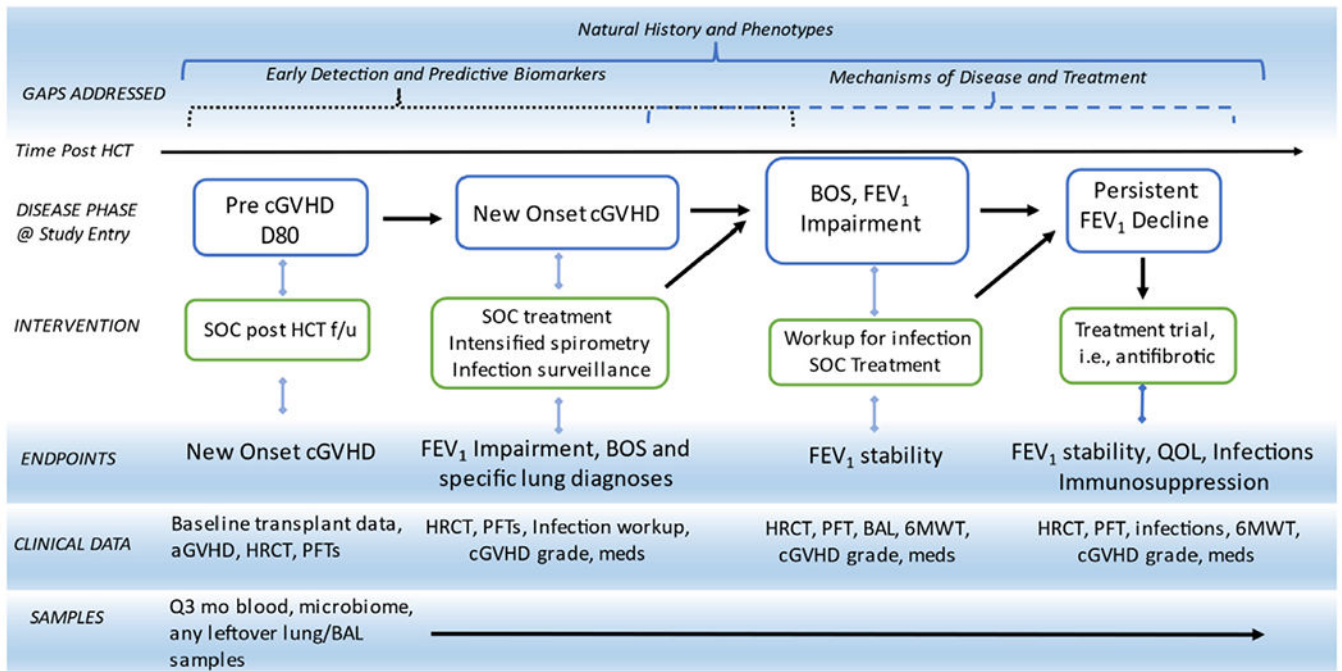 Natural History and Phenotypes
Early Detection and Predictive Biomarkers
Mechanisms of Disease and Treatment
GAPS ADDRESSED
Time Post HCT
DISEASE PHASE
@ Study Entry
Pre cGVHD
D80
New Onset cGVHD
BOS, FEV₁
Impairment
Persistent
FEV₁ Decline
INTERVENTION
SOC post HCT f/u
SOC treatment
Intensified spirometry
Infection surveillance
Workup for infection
SOC Treatment
Treatment trial,
i.e., antifibrotic
ENDPOINTS
New Onset cGVHD
FEV₁ Impairment, BOS and
specific lung diagnoses
FEV₁ stability
FEV₁ stability, QOL, Infections
Immunosuppression
CLINICAL DATA
Baseline transplant data,
aGVHD, HRCT, PFTs
HRCT, PFTs, Infection workup,
cGVHD grade, meds
HRCT, PFT, BAL, 6MWT,
cGVHD grade, meds
HRCT, PFT, infections, 6MWT,
cGVHD grade, meds
SAMPLES
Q3 mo blood, microbiome,
any leftover lung/BAL
samples